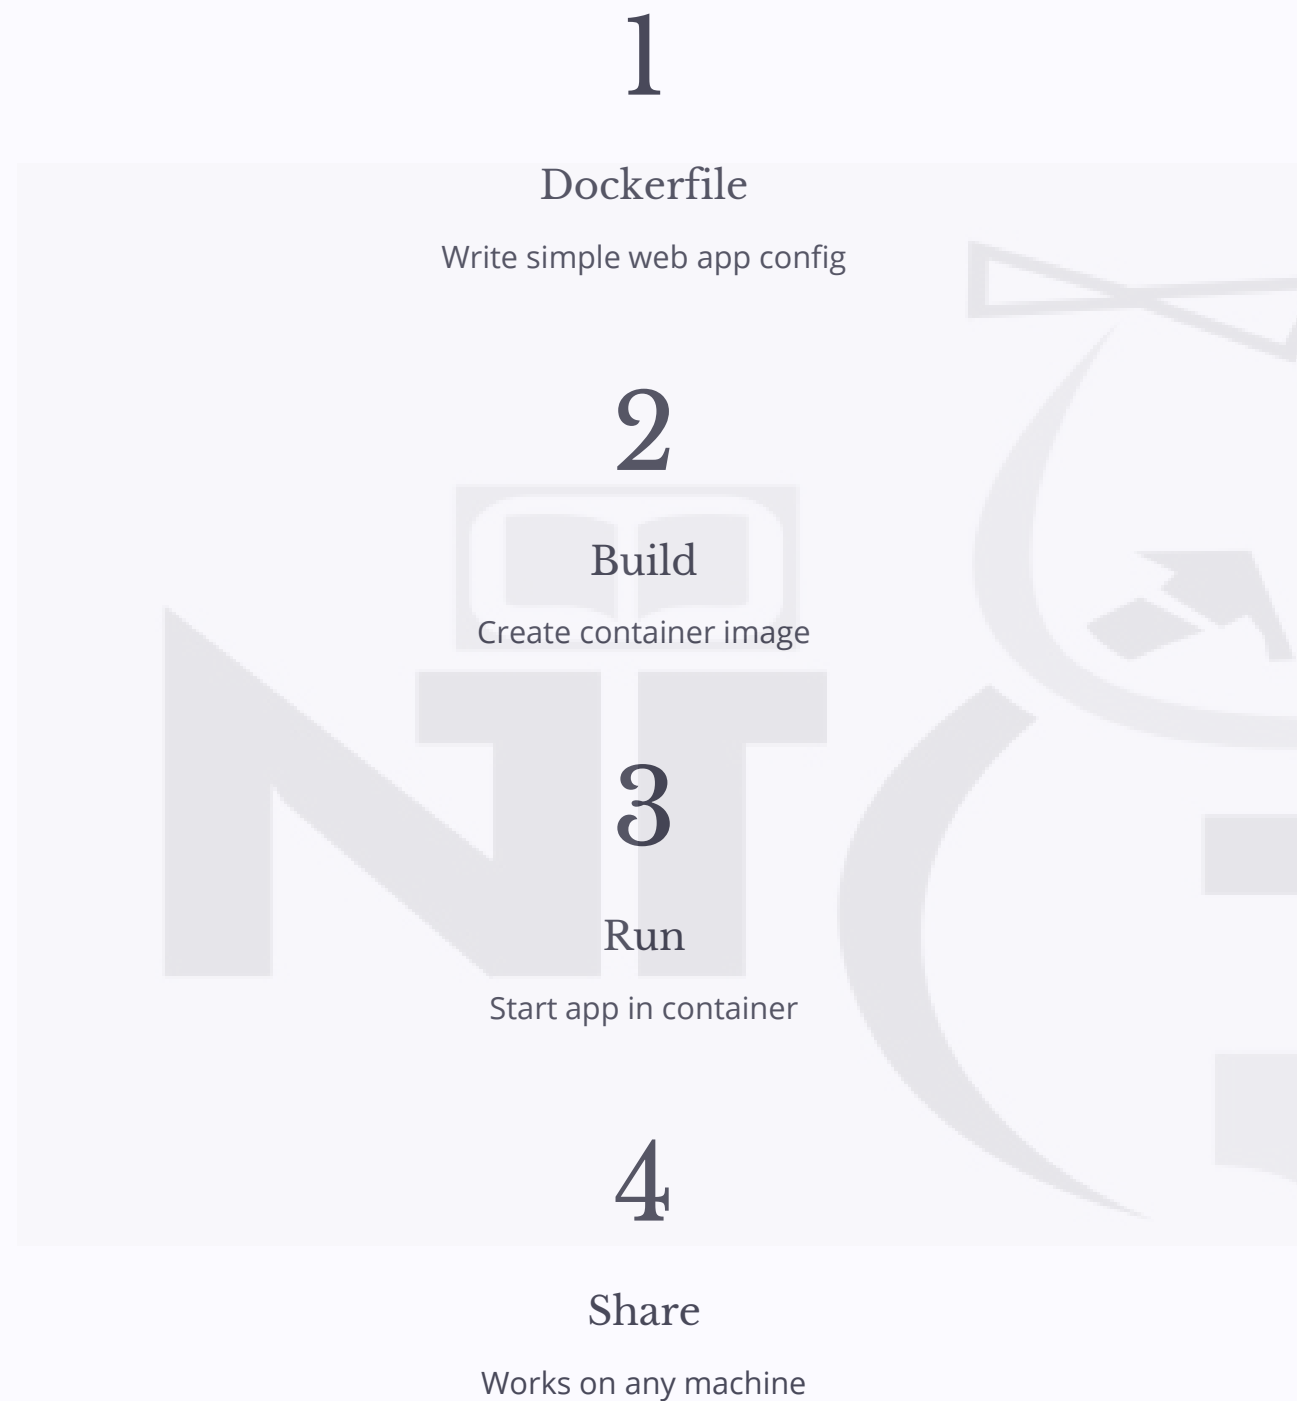 1
Dockerfile
Write simple web app config
2
Build
Create container image
NTC
3
Run
Start app in container
4
Share
Works on any machine